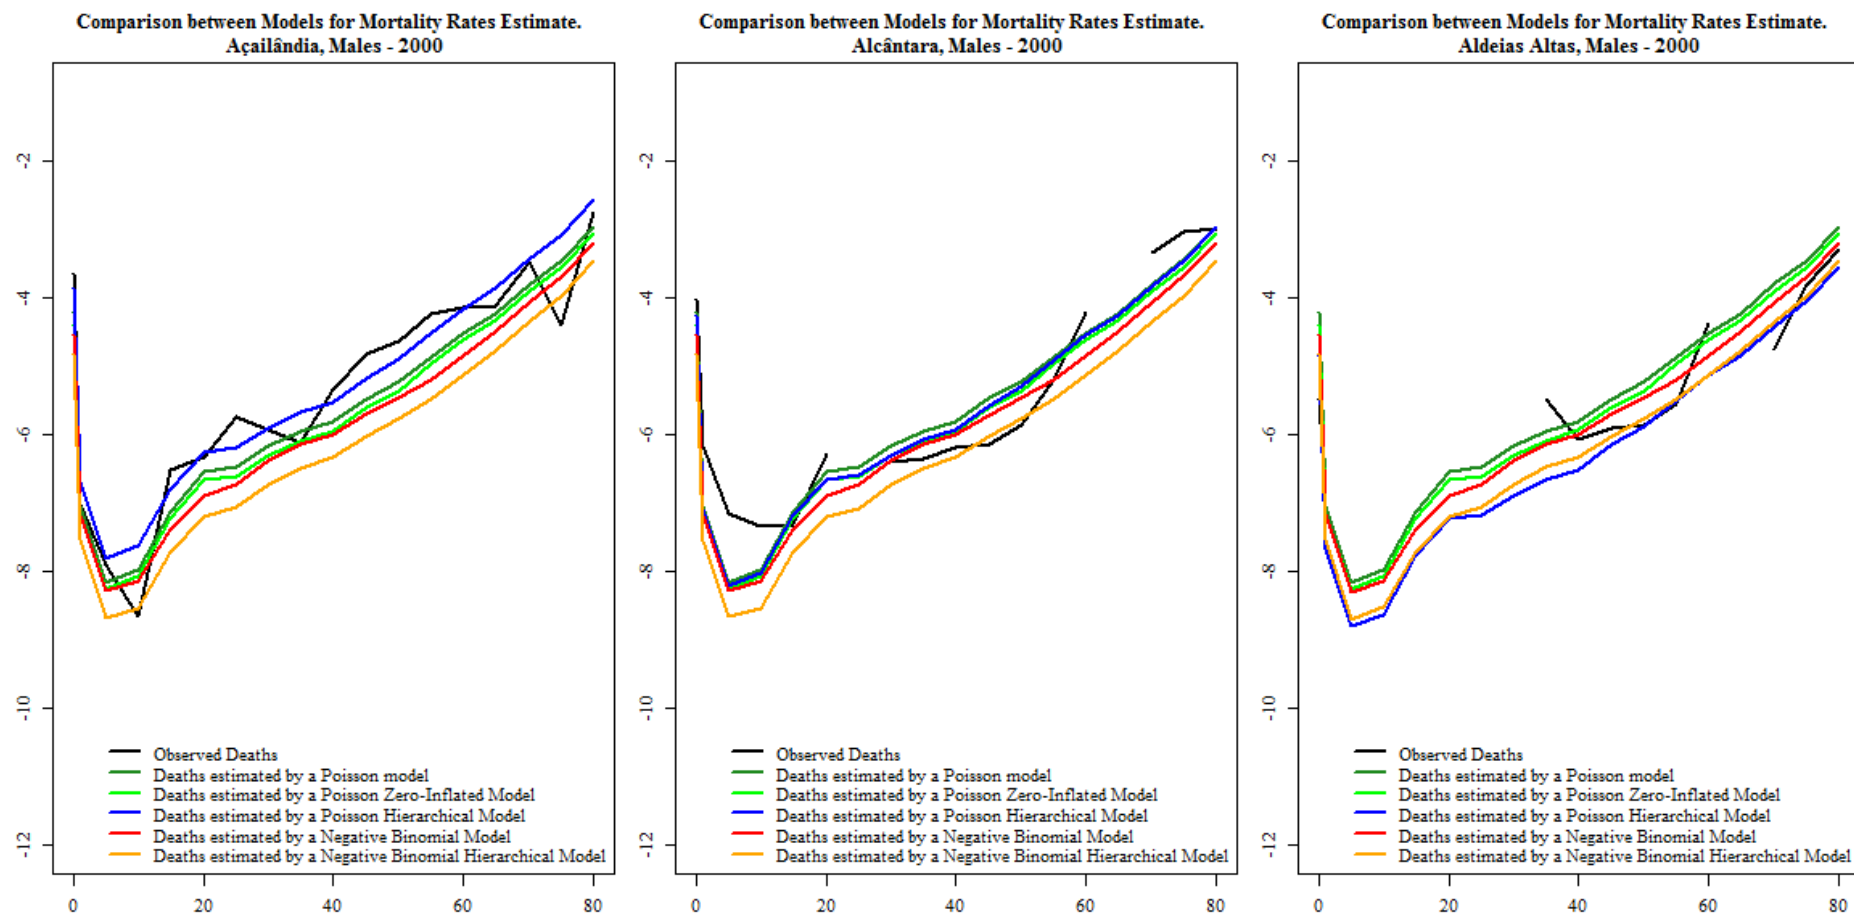 Comparison between Models for Mortality Rates Estimate.
Açailândia, Males - 2000
-2
-4
-6
-8
-10
-12
Observed Deaths
Deaths estimated by a Poisson model
Deaths estimated by a Poisson Zero-Inflated Model
Deaths estimated by a Poisson Hierarchical Model
Deaths estimated by a Negative Binomial Model
Deaths estimated by a Negative Binomial Hierarchical Model
0 20 40 60 80
Comparison between Models for Mortality Rates Estimate.
Alcântara, Males - 2000
-2
-4
-6
-8
-10
-12
Observed Deaths
Deaths estimated by a Poisson model
Deaths estimated by a Poisson Zero-Inflated Model
Deaths estimated by a Poisson Hierarchical Model
Deaths estimated by a Negative Binomial Model
Deaths estimated by a Negative Binomial Hierarchical Model
0 20 40 60 80
Comparison between Models for Mortality Rates Estimate.
Aldeias Altas, Males - 2000
-2
-4
-6
-8
-10
-12
Observed Deaths
Deaths estimated by a Poisson model
Deaths estimated by a Poisson Zero-Inflated Model
Deaths estimated by a Poisson Hierarchical Model
Deaths estimated by a Negative Binomial Model
Deaths estimated by a Negative Binomial Hierarchical Model
0 20 40 60 80